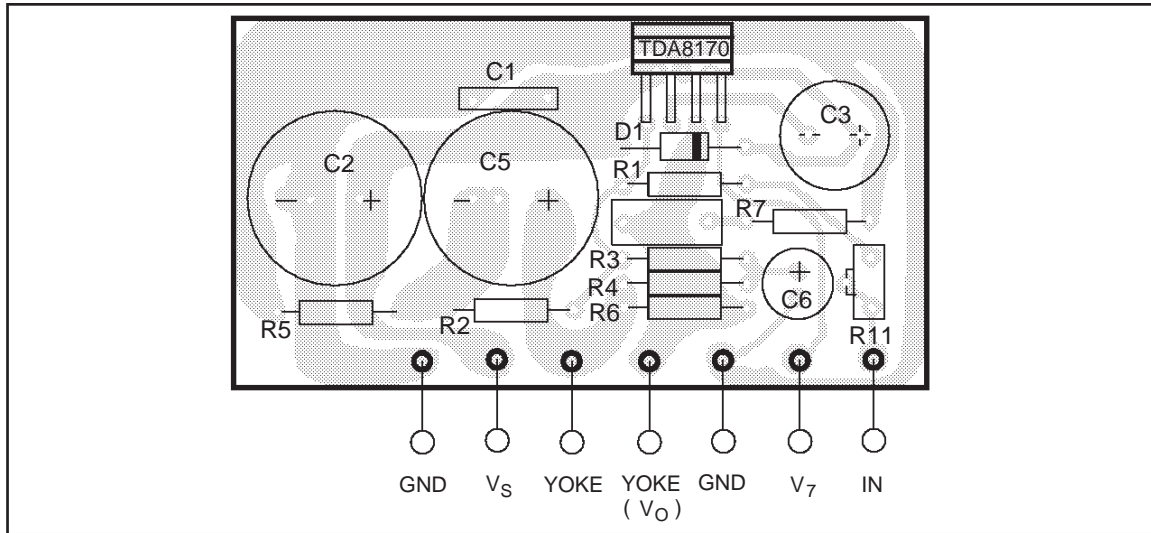 TDA8170
C1
C3
D1
C2
C5
R1
R7
R3
R4
C6
R6
R5
R2
R11
GND
VS
YOKE
YOKE
( VO )
GND
V7
IN